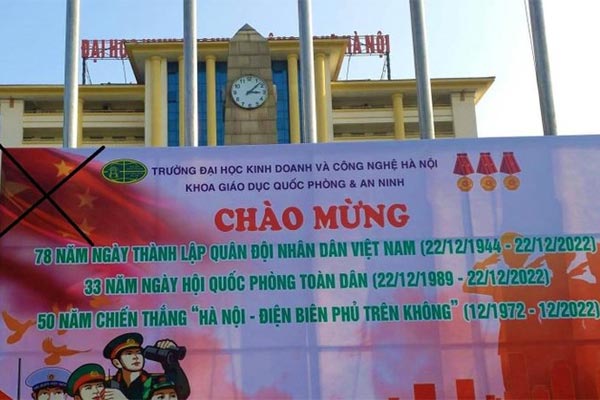 ĐẠI HỌC HÀ NỘI
TRƯỜNG ĐẠI HỌC KINH DOANH VÀ CÔNG NGHỆ HÀ NỘI
KHOA GIÁO DỤC QUỐC PHÒNG & AN NINH
CHÀO MỪNG
78 NĂM NGÀY THÀNH LẬP QUÂN ĐỘI NHÂN DÂN VIỆT NAM (22/12/1944 - 22/12/2022)
33 NĂM NGÀY HỘI QUỐC PHÒNG TOÀN DÂN (22/12/1989 - 22/12/2022)
50 NĂM CHIẾN THẮNG "HÀ NỘI - ĐIỆN BIÊN PHỦ TRÊN KHÔNG" (12/1972 - 12/2022)